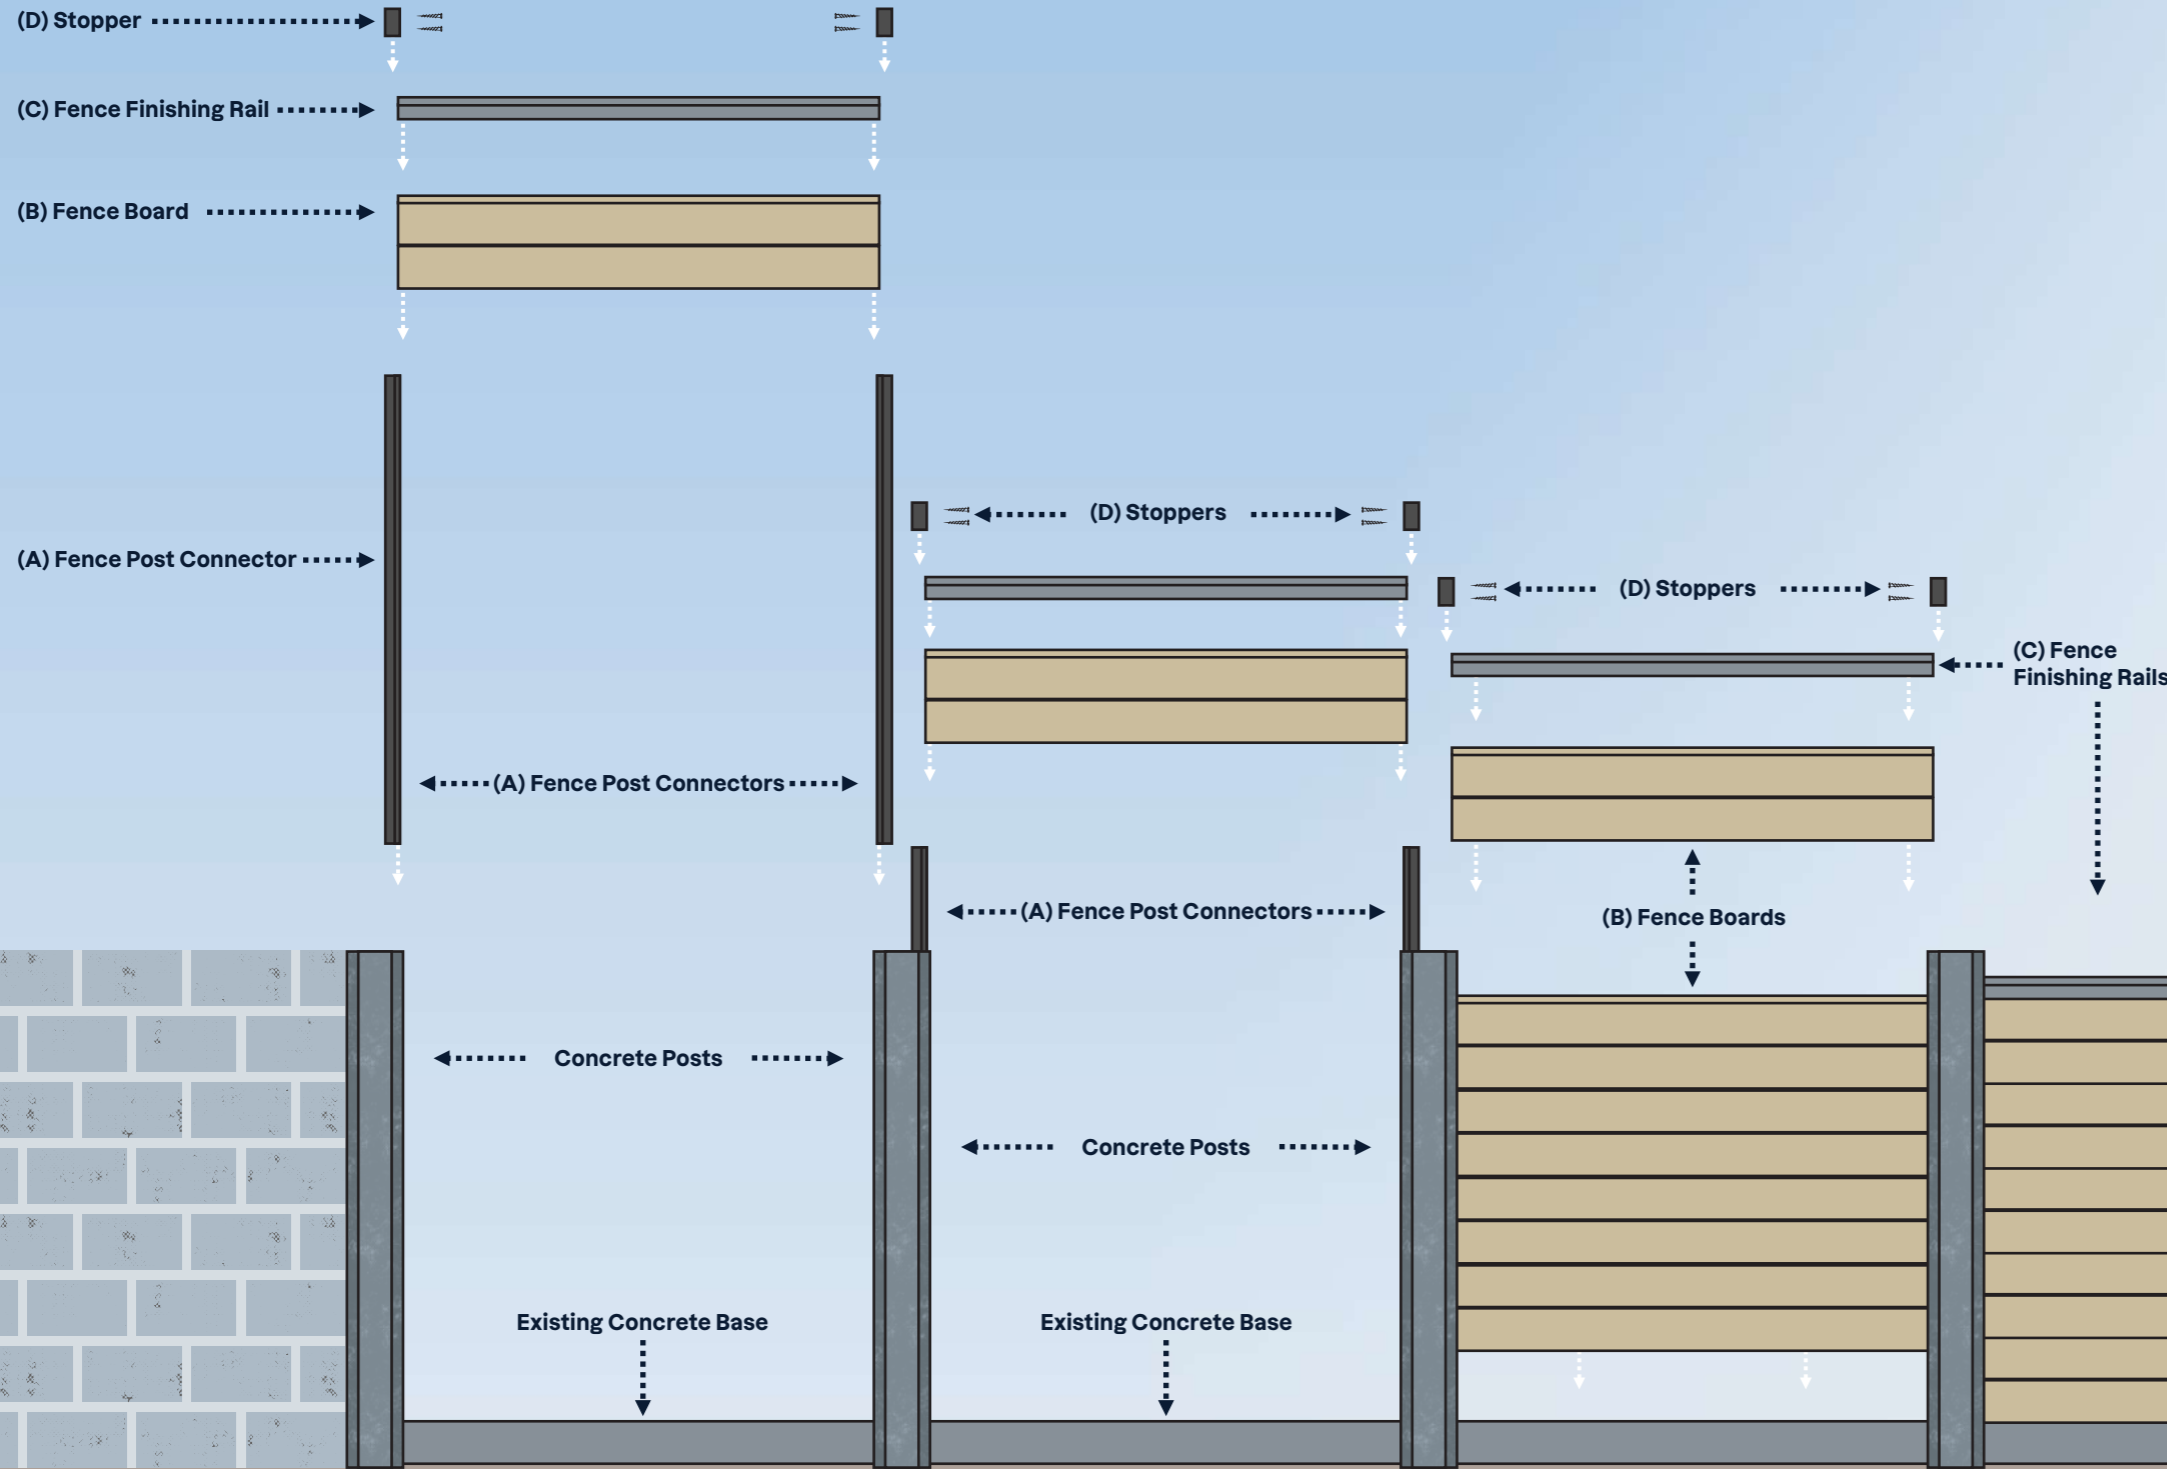 (D) Stopper
(C) Fence Finishing Rail
(B) Fence Board
(A) Fence Post Connector
(A) Fence Post Connectors
(D) Stoppers
(D) Stoppers
(C) Fence
Finishing Rails
(A) Fence Post Connectors
(B) Fence Boards
Concrete Posts
Concrete Posts
Existing Concrete Base
Existing Concrete Base